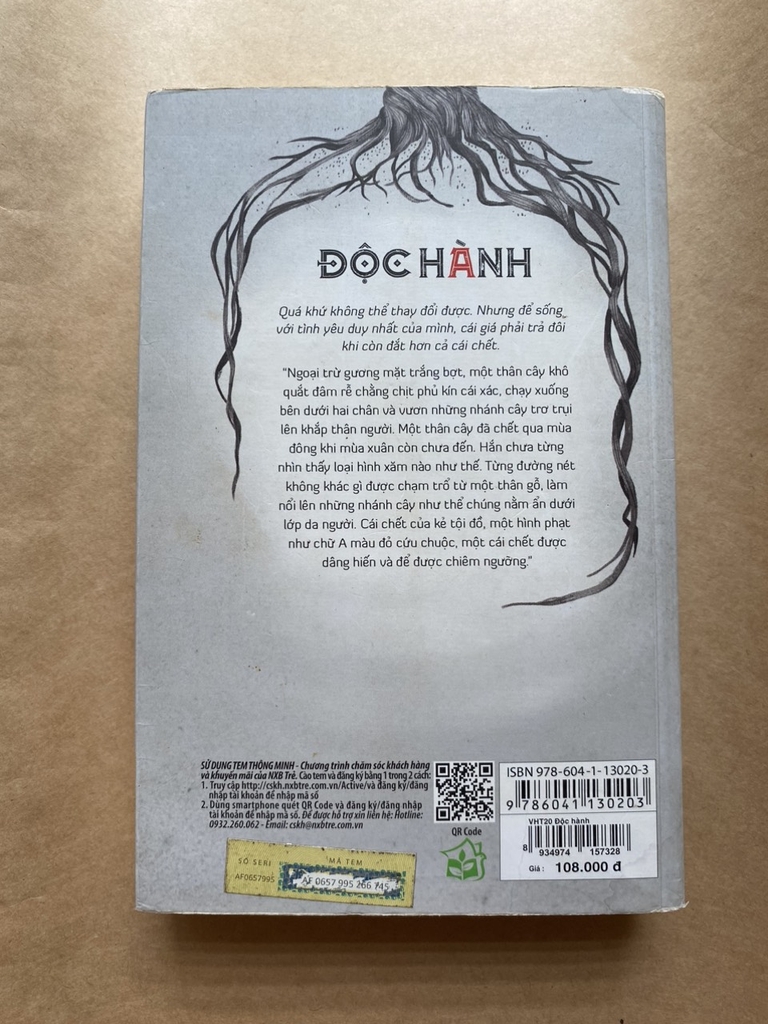 ĐỘC HÀNH
Quá khứ không thể thay đổi được. Nhưng để sống
với tình yêu duy nhất của mình, cái giá phải trả đôi
khi còn đắt hơn cả cái chết.
“Ngoại trừ gương mặt trắng bợt, một thân cây khô
quắt đâm rễ chằng chịt phủ kín cái xác, chạy xuống
bên dưới hai chân và vươn những nhánh cây trơ trụi
lên khắp thận người. Một thân cây đã chết qua mùa
đông khi mùa xuân còn chưa đến. Hắn chưa từng
nhìn thấy loại hình xăm nào như thế. Từng đường nét
không khác gì được chạm trổ từ một thân gỗ, làm
nổi lên những nhánh cây như thể chúng nằm ẩn dưới
lớp da người. Cái chết của kẻ tội đồ, một hình phạt
như chữ A màu đỏ cứu chuộc, một cái chết được
dâng hiến và để được chiêm ngưỡng.”
SỬ DỤNG TEM THÔNG MINH - Chương trình chăm sóc khách hàng
và khuyến mãi của NXB Trẻ. Cào tem và đăng ký bằng 1 trong 2 cách:
1. Truy cập http://cskh.nxbtre.com.vn/Active/và đăng ký/đăng
nhập tài khoản để nhập mã số
2. Dùng smartphone quét QR Code và đăng ký/đăng nhập
tài khoản để nhập mã số. Để được hỗ trợ xin liên hệ: Hotline:
0932.260.062 - Email: cskh@nxbtre.com.vn
QR Code
SỐ SERI
MÃ TEM
AF0657995
AF 0657 995 266 745
ISBN 978-604-1-13020-3
9 786041 130203
VHT20 Độc hành
8 934974 157328
Giá : 108.000 đ